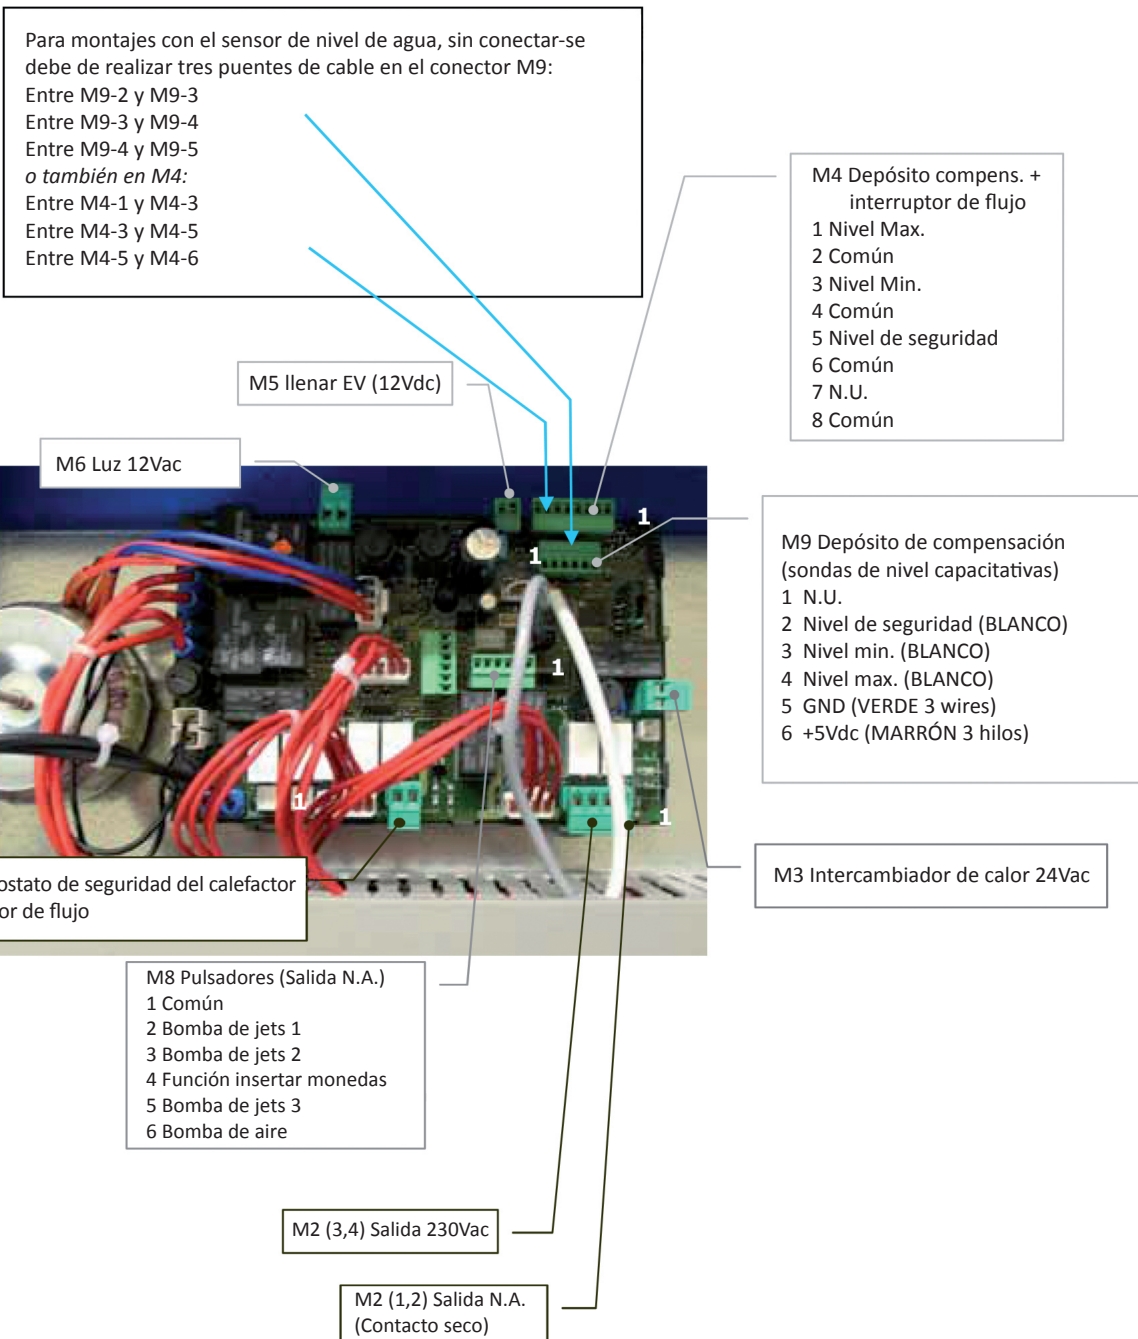 Para montajes con el sensor de nivel de agua, sin conectar-se
debe de realizar tres puentes de cable en el conector M9:
Entre M9-2 y M9-3
Entre M9-3 y M9-4
Entre M9-4 y M9-5
o también en M4:
Entre M4-1 y M4-3
Entre M4-3 y M4-5
Entre M4-5 y M4-6
M4 Depósito compens. +
interruptor de flujo
1 Nivel Max.
2 Común
3 Nivel Min.
4 Común
5 Nivel de seguridad
6 Común
7 N.U.
8 Común
M5 llenar EV (12Vdc)
M6 Luz 12Vac
1
1
1
1
1
M9 Depósito de compensación
(sondas de nivel capacitativas)
1 N.U.
2 Nivel de seguridad (BLANCO)
3 Nivel min. (BLANCO)
4 Nivel max. (BLANCO)
5 GND (VERDE 3 wires)
6 +5Vdc (MARRÓN 3 hilos)
M3 Intercambiador de calor 24Vac
ostato de seguridad del calefactor
or de flujo
M8 Pulsadores (Salida N.A.)
1 Común
2 Bomba de jets 1
3 Bomba de jets 2
4 Función insertar monedas
5 Bomba de jets 3
6 Bomba de aire
M2 (3,4) Salida 230Vac
M2 (1,2) Salida N.A.
(Contacto seco)